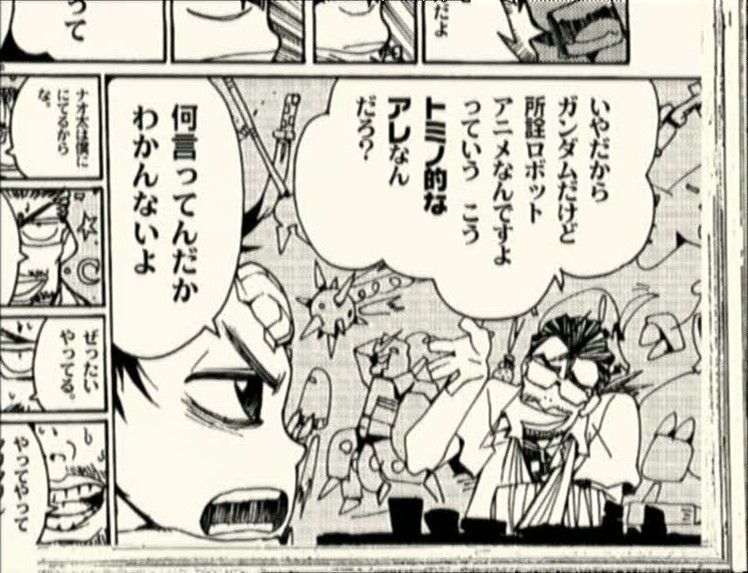 だよ
って
いやだから
ガンダムだけど
所詮ロボット
アニメなんですよ
っていう こう
トミノ的な
アレなん
だろ？
何言ってんだか
わかんないよ
ナオ太は僕に
にてるから
な。
ぜったい
やってる。
やってやって